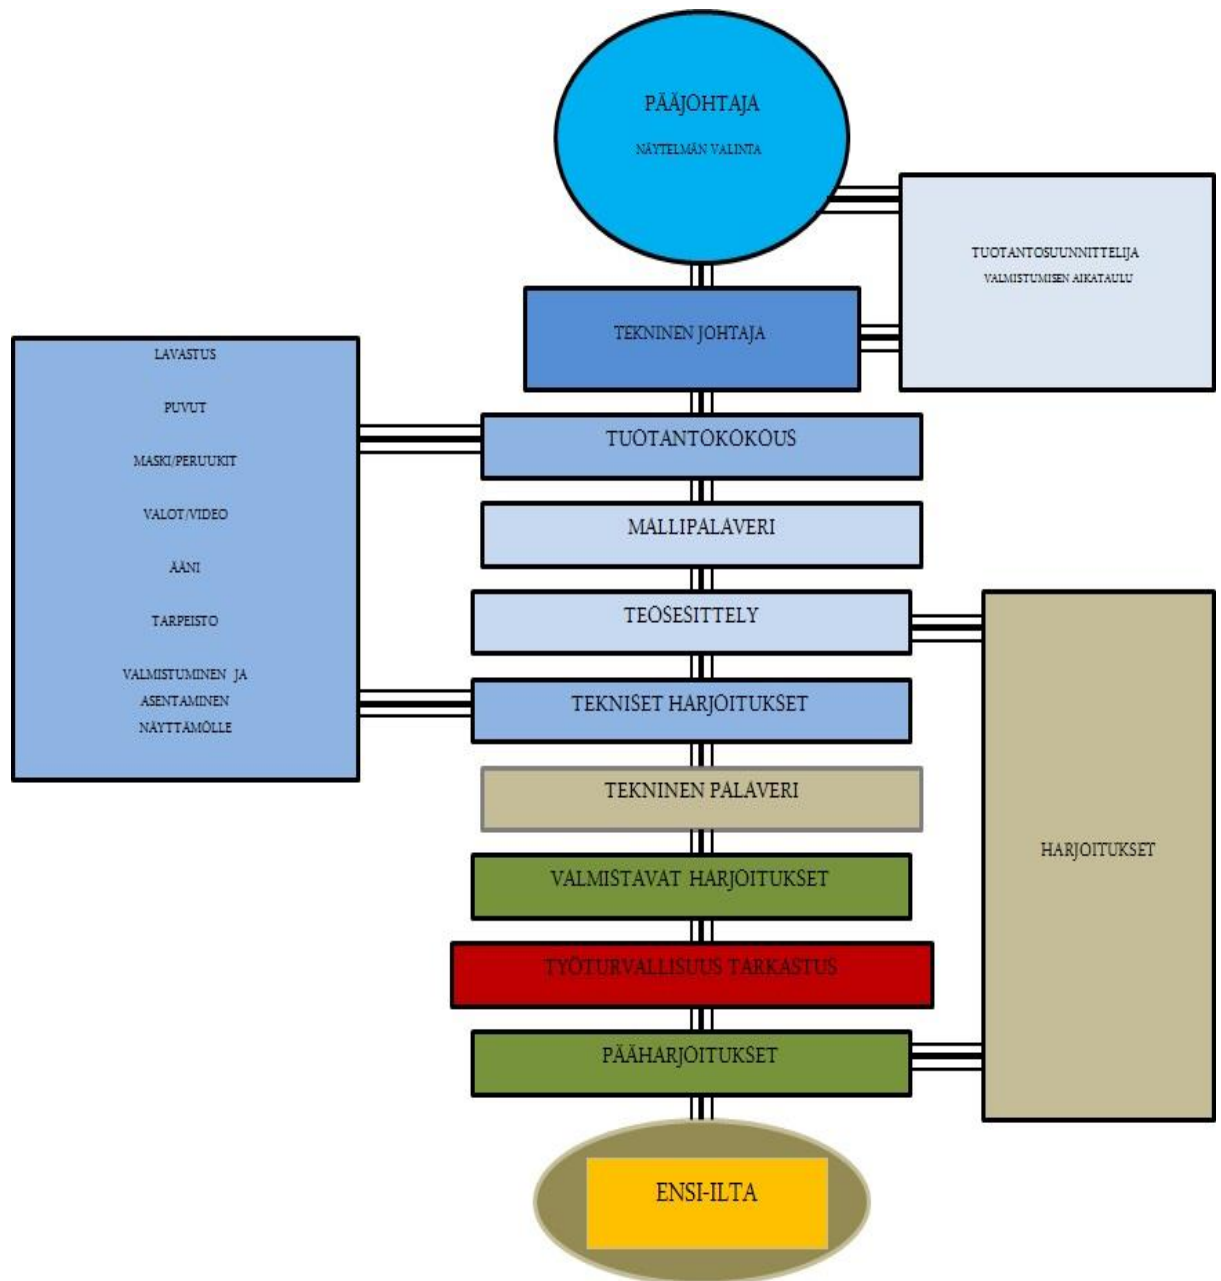 PÄÄJOHTAJA
NÄYTELMÄN VALINTA
TUOTANTOSUUNNITTELIJA
VALMISTUMISEN AIKATAULU
TEKNINEN JOHTAJA
LAVASTUS
PUVUT
MASKI/PERUUKIT
VALOT/VIDEO
ÄÄNI
TARPEISTO
VALMISTUMINEN JA
ASENTAMINEN
NÄYTTÄMÖLLE
TUOTANTOKOKOUS
MALLIPALAVERI
TEOSESITTELY
TEKNISET HARJOITUKSET
TEKNINEN PALAVERI
VALMISTAVAT HARJOITUKSET
TYÖTURVALLISUUS TARKASTUS
PÄÄHARJOITUKSET
HARJOITUKSET
ENSI-ILTA